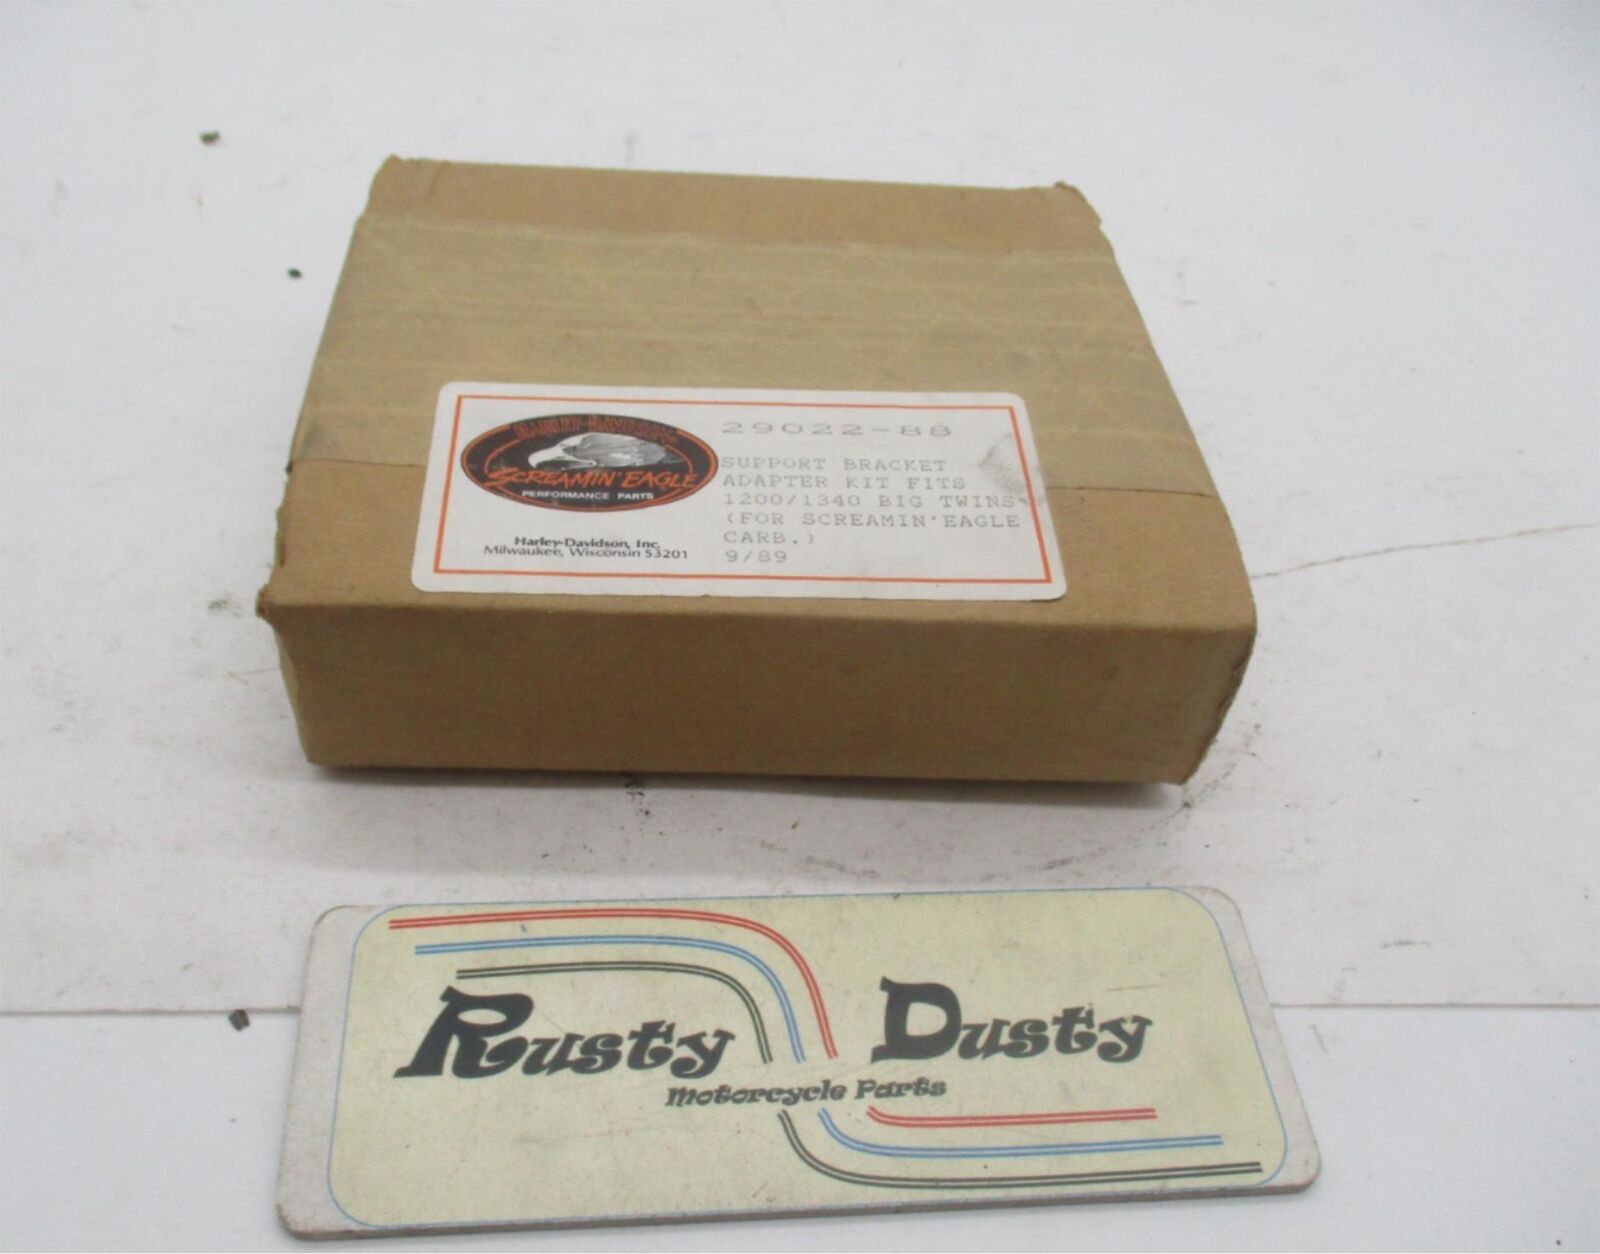 HARLEY-DAVIDSON
SCREAMIN' EAGLE
PERFORMANCE PARTS
Harley-Davidson, Inc.
Milwaukee, Wisconsin 53201
29022-88
SUPPORT BRACKET
ADAPTER KIT FITS
1200/1340 BIG TWINS
(FOR SCREAMIN'EAGLE
CARB.)
9/89
Rusty Dusty
Motorcycle Parts